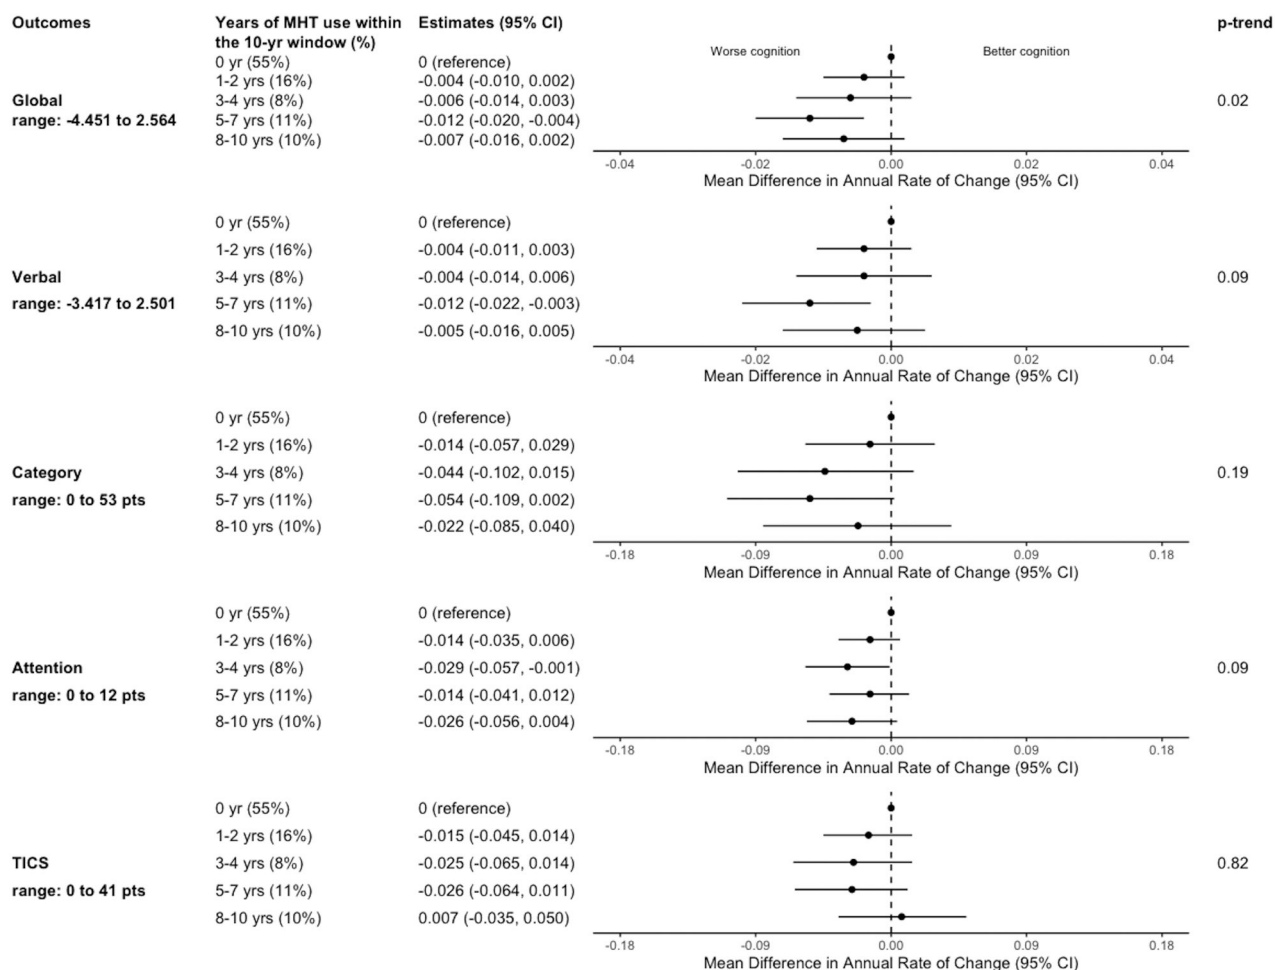 Outcomes
Years of MHT use within the 10-yr window (%)
Estimates (95% CI)
p-trend
Worse cognition
Better cognition
0 yr (55%) 0 (reference)
1-2 yrs (16%) -0.004 (-0.010, 0.002)
Global
3-4 yrs (8%) -0.006 (-0.014, 0.003)
0.02
range: -4.451 to 2.564
5-7 yrs (11%) -0.012 (-0.020, -0.004)
8-10 yrs (10%) -0.007 (-0.016, 0.002)
-0.04 -0.02 0.00 0.02 0.04
Mean Difference in Annual Rate of Change (95% CI)
0 yr (55%) 0 (reference)
1-2 yrs (16%) -0.004 (-0.011, 0.003)
Verbal
3-4 yrs (8%) -0.004 (-0.014, 0.006)
0.09
range: -3.417 to 2.501
5-7 yrs (11%) -0.012 (-0.022, -0.003)
8-10 yrs (10%) -0.005 (-0.016, 0.005)
-0.04 -0.02 0.00 0.02 0.04
Mean Difference in Annual Rate of Change (95% CI)
0 yr (55%) 0 (reference)
1-2 yrs (16%) -0.014 (-0.057, 0.029)
Category
3-4 yrs (8%) -0.044 (-0.102, 0.015)
0.19
range: 0 to 53 pts
5-7 yrs (11%) -0.054 (-0.109, 0.002)
8-10 yrs (10%) -0.022 (-0.085, 0.040)
-0.18 -0.09 0.00 0.09 0.18
Mean Difference in Annual Rate of Change (95% CI)
0 yr (55%) 0 (reference)
1-2 yrs (16%) -0.014 (-0.035, 0.006)
Attention
3-4 yrs (8%) -0.029 (-0.057, -0.001)
0.09
range: 0 to 12 pts
5-7 yrs (11%) -0.014 (-0.041, 0.012)
8-10 yrs (10%) -0.026 (-0.056, 0.004)
-0.18 -0.09 0.00 0.09 0.18
Mean Difference in Annual Rate of Change (95% CI)
0 yr (55%) 0 (reference)
1-2 yrs (16%) -0.015 (-0.045, 0.014)
TICS
3-4 yrs (8%) -0.025 (-0.065, 0.014)
0.82
range: 0 to 41 pts
5-7 yrs (11%) -0.026 (-0.064, 0.011)
8-10 yrs (10%) 0.007 (-0.035, 0.050)
-0.18 -0.09 0.00 0.09 0.18
Mean Difference in Annual Rate of Change (95% CI)